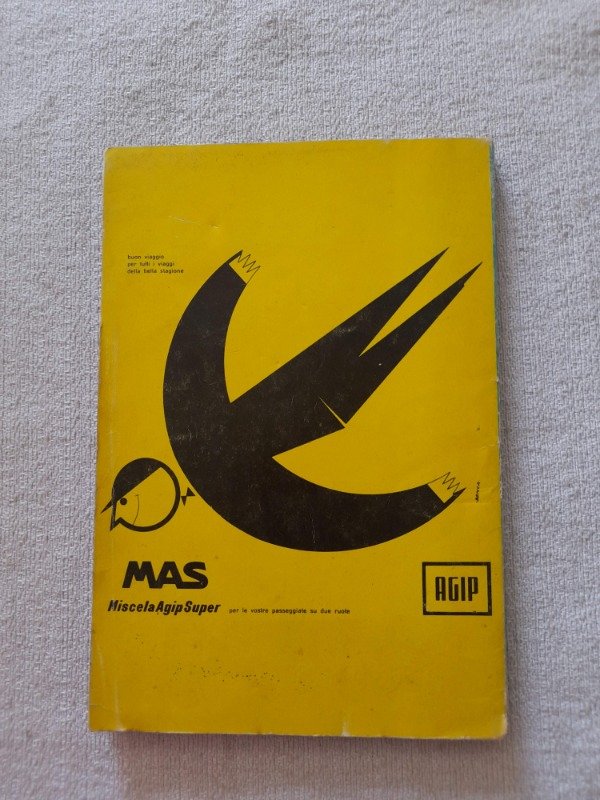 buon viaggio
per tutti i viaggi
della bella stagione
MAS
MiscelaAgipSuper per le vostre passeggiate su due ruote
AGIP